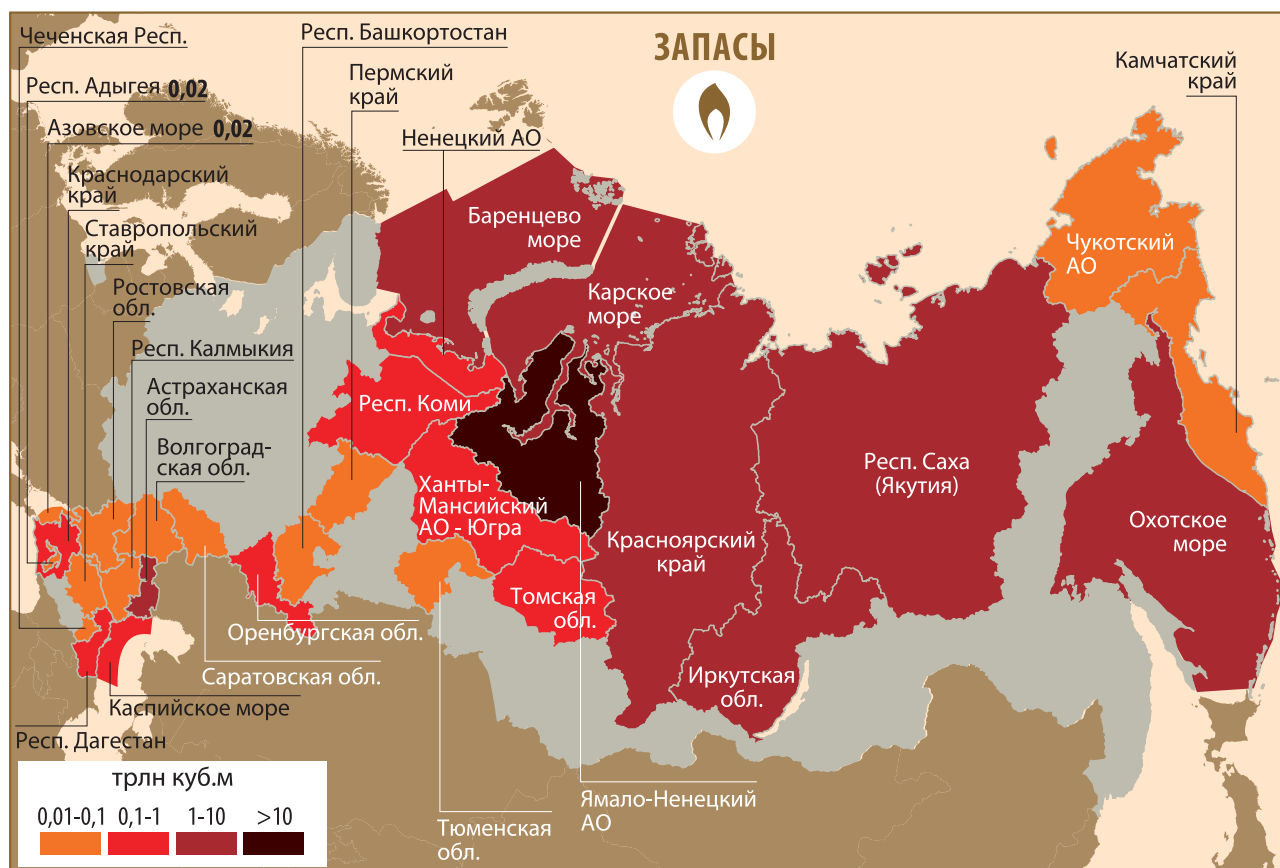 ЗАПАСЫ
Чеченская Респ.
Респ. Адыгея 0,02
Азовское море 0,02
Краснодарский
край
Ставропольский
край
Ростовская
обл.
Респ. Калмыкия
Астраханская
обл.
Волгоград-
ская обл.
Респ. Башкортостан
Пермский
край
Ненецкий АО
Камчатский
край
Баренцево
море
Карское
море
Чукотский
АО
Респ. Коми
Ханты-
Мансийский
АО - Югра
Красноярский
край
Респ. Саха
(Якутия)
Охотское
море
Томская
обл.
Иркутская
обл.
Оренбургская обл.
Саратовская обл.
Каспийское море
Респ. Дагестан
Ямало-Ненецкий
АО
Тюменская
обл.
трлн куб.м
0,01-0,1 0,1-1 1-10 >10